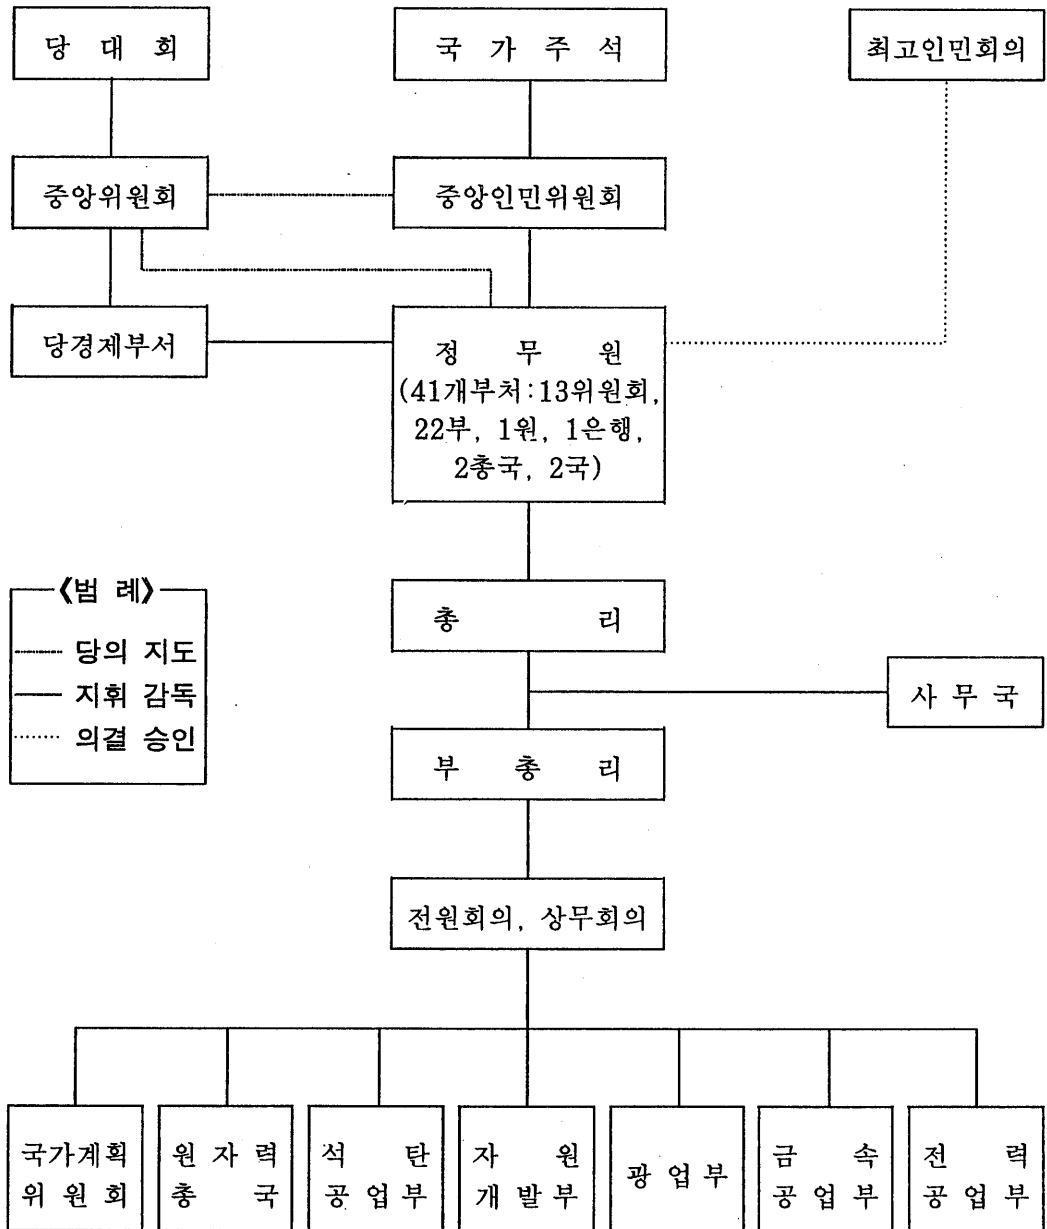 당 대 회
국 가 주 석
최고인민회의
중앙위원회
중앙인민위원회
당경제부서
정 무 원
(41개부처:13위원회,
22부, 1원, 1은행,
2총국, 2국)
총 리
《범 례》
당의 지도
지휘 감독
의결 승인
사 무 국
부 총 리
전원회의, 상무회의
국가계획
위 원 회
원 자 력
총 국
석 탄
공 업 부
자 원
개 발 부
광 업 부
금 속
공 업 부
전 력
공 업 부